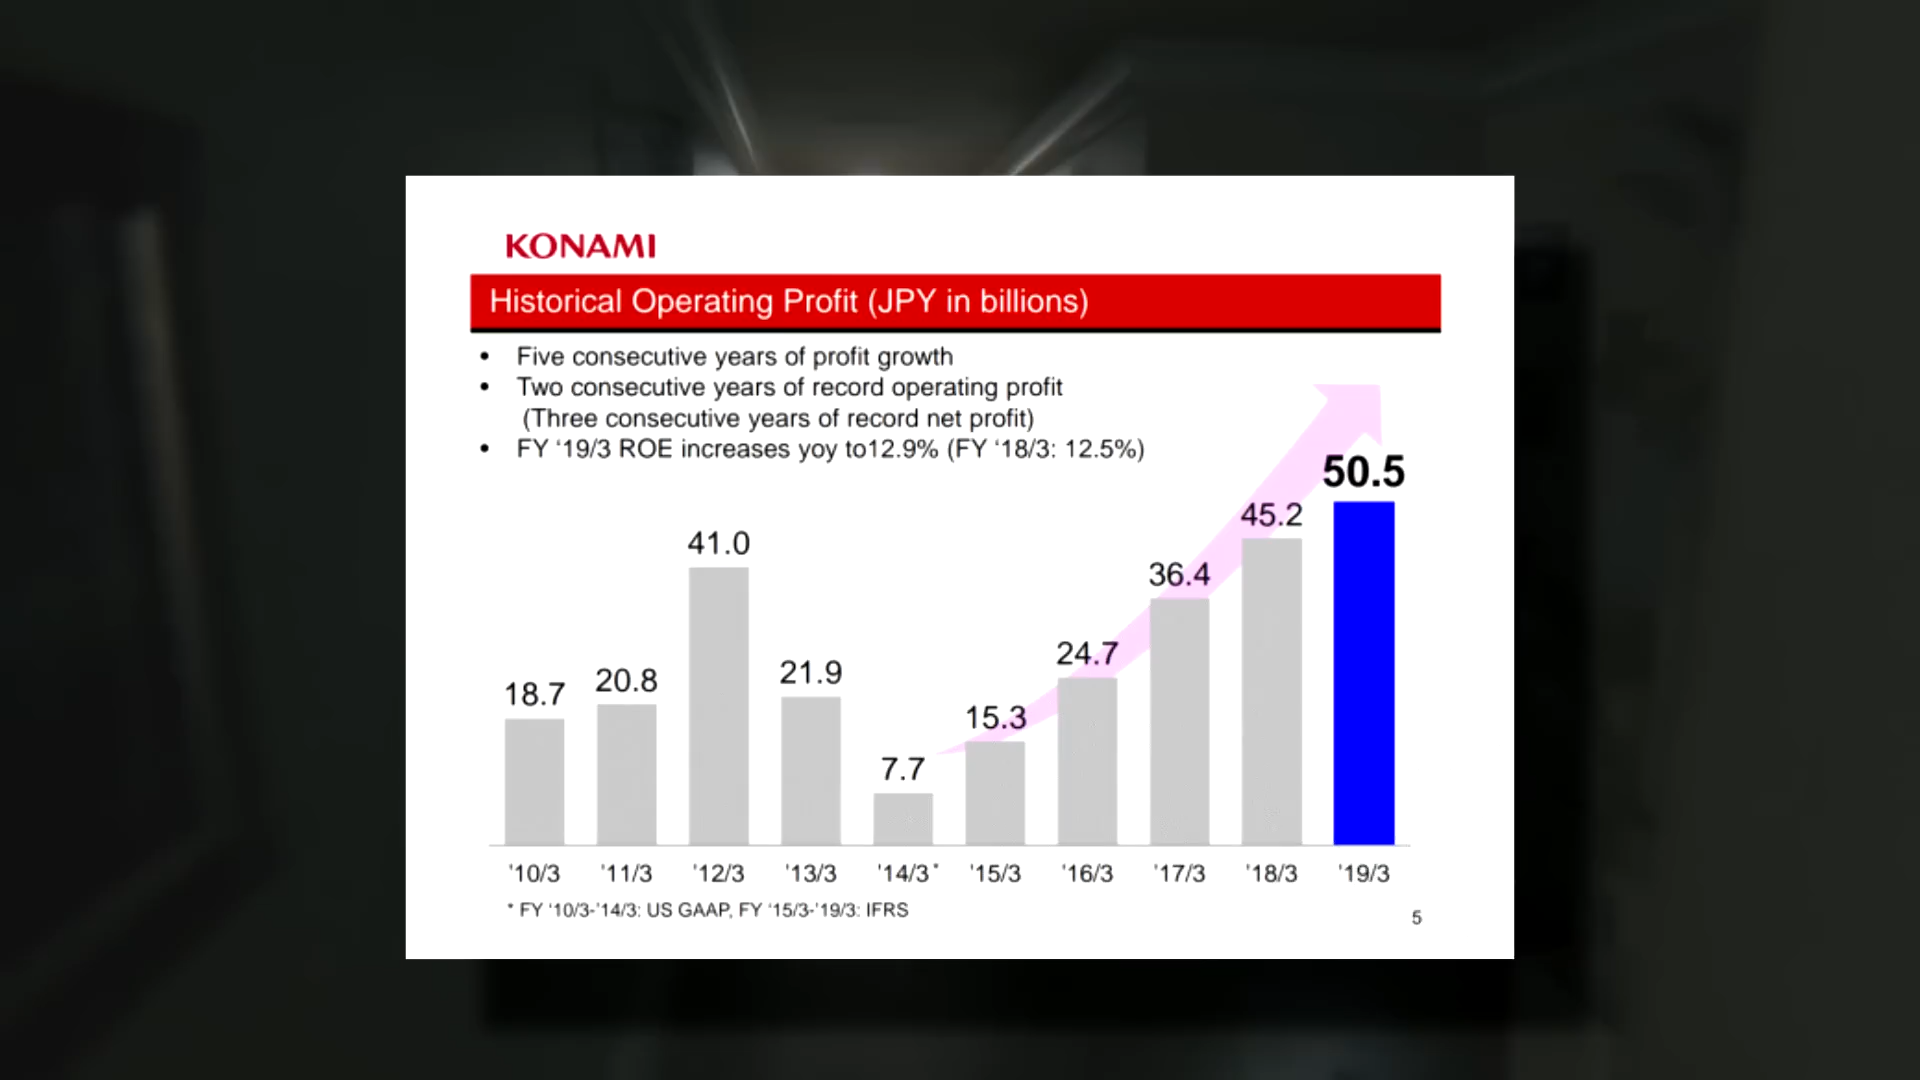 KONAMI
Historical Operating Profit (JPY in billions)
• Five consecutive years of profit growth
• Two consecutive years of record operating profit
(Three consecutive years of record net profit)
• FY ‘19/3 ROE increases yoy to12.9% (FY ‘18/3: 12.5%)
18.7 20.8 41.0 21.9 7.7 15.3 24.7 36.4 45.2 50.5
'10/3 '11/3 '12/3 '13/3 '14/3* '15/3 '16/3 '17/3 '18/3 '19/3
* FY ‘10/3-’14/3: US GAAP, FY ‘15/3-’19/3: IFRS
5